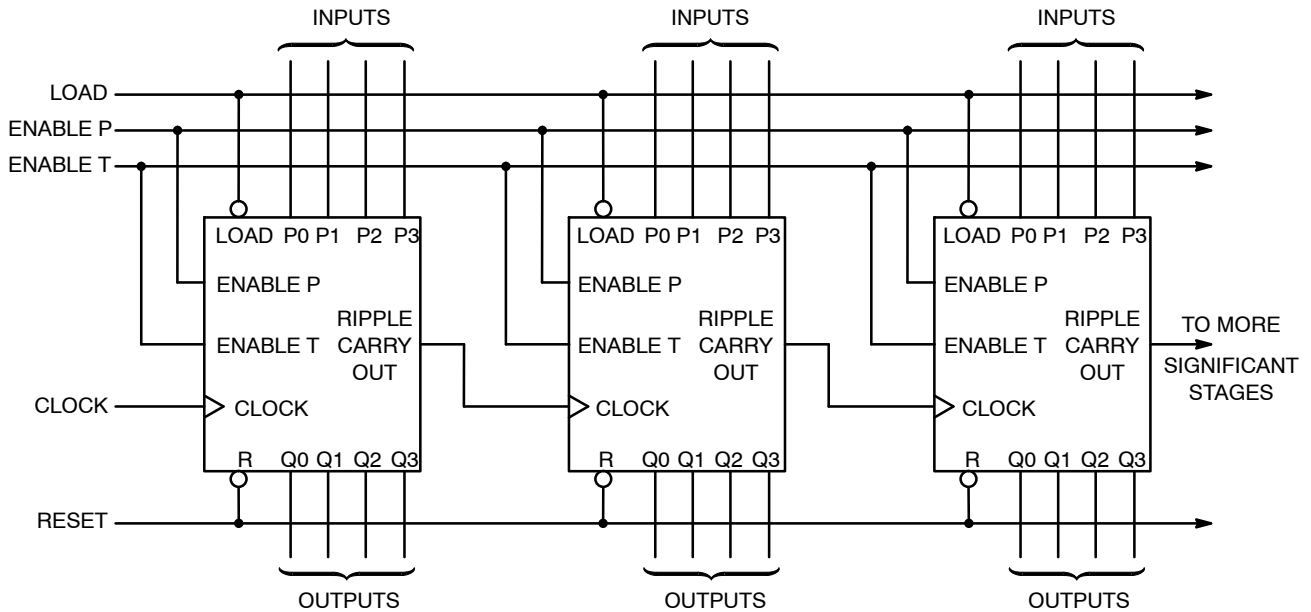 INPUTS INPUTS INPUTS
LOAD
ENABLE P
ENABLE T
LOAD P0 P1 P2 P3 LOAD P0 P1 P2 P3 LOAD P0 P1 P2 P3
ENABLE P ENABLE P ENABLE P
RIPPLE RIPPLE RIPPLE TO MORE
ENABLE T CARRY ENABLE T CARRY ENABLE T CARRY
OUT OUT OUT SIGNIFICANT
STAGES
CLOCK CLOCK CLOCK CLOCK
R Q0 Q1 Q2 Q3 R Q0 Q1 Q2 Q3 R Q0 Q1 Q2 Q3
RESET
OUTPUTS OUTPUTS OUTPUTS